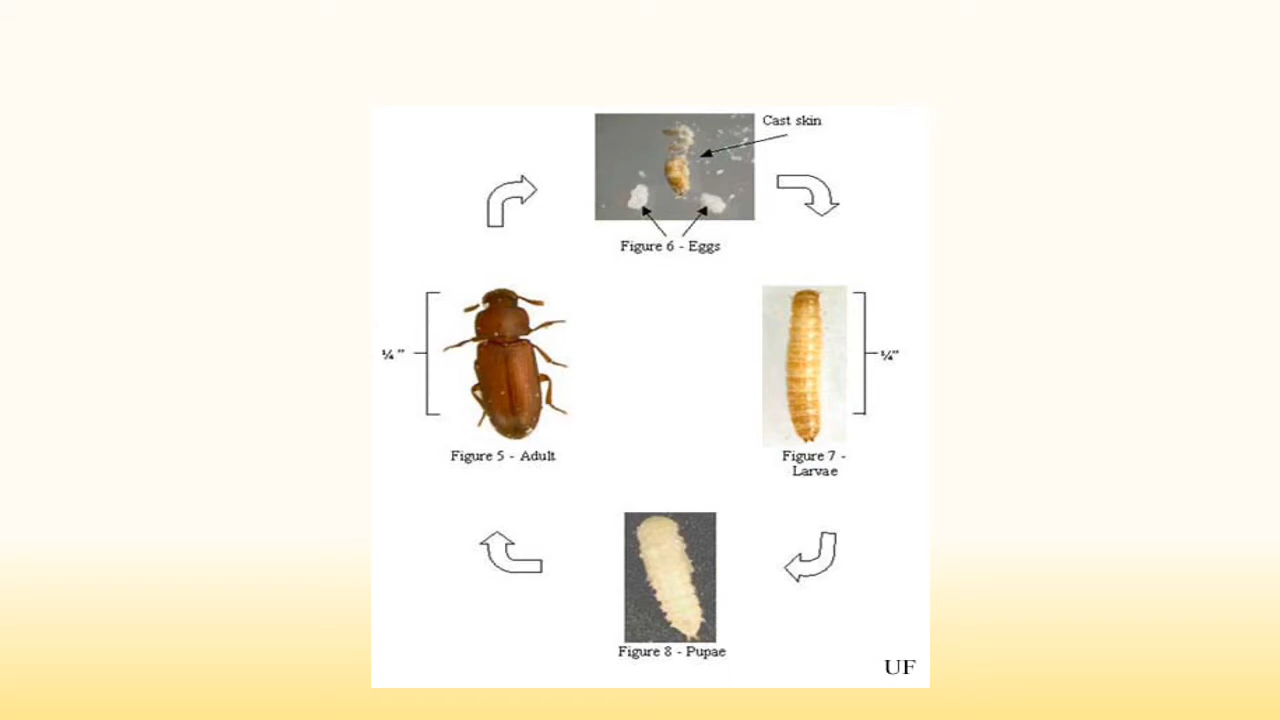 Cast skin
Figure 6 - Eggs
¼ ”
¼”
Figure 5 - Adult
Figure 7 -
Larvae
Figure 8 - Pupae
UF